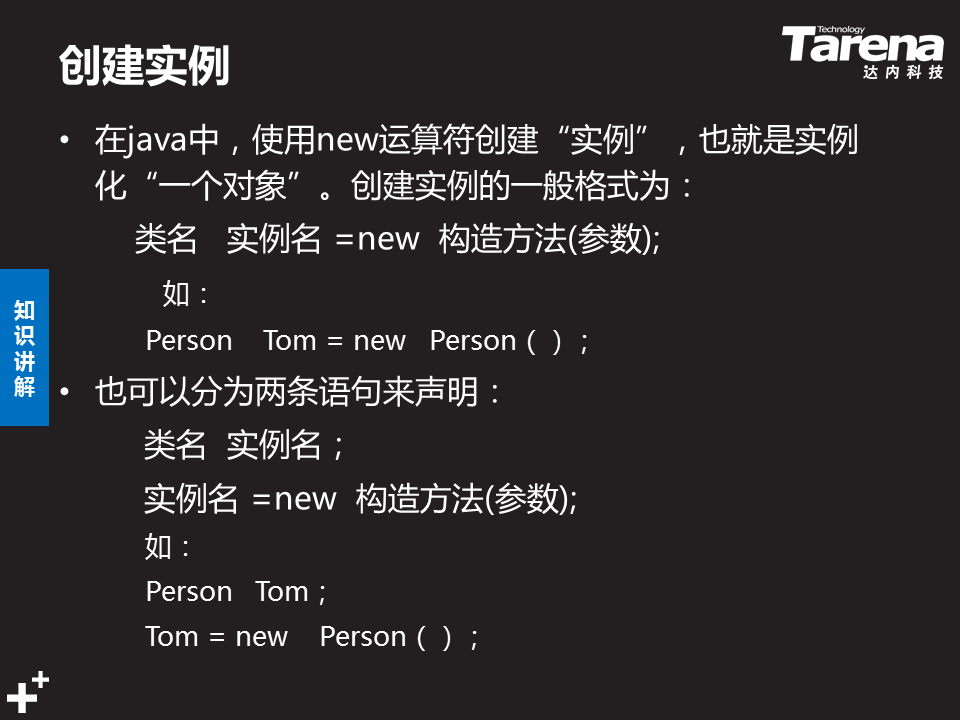 创建实例
Technology
Tarena
达内科技
• 在java中，使用new运算符创建“实例”，也就是实例
化“一个对象”。创建实例的一般格式为：
类名 实例名 =new 构造方法(参数);
如：
Person Tom = new Person（）；
知识讲解
• 也可以分为两条语句来声明：
类名 实例名；
实例名 =new 构造方法(参数);
如：
Person Tom；
Tom = new Person（）；